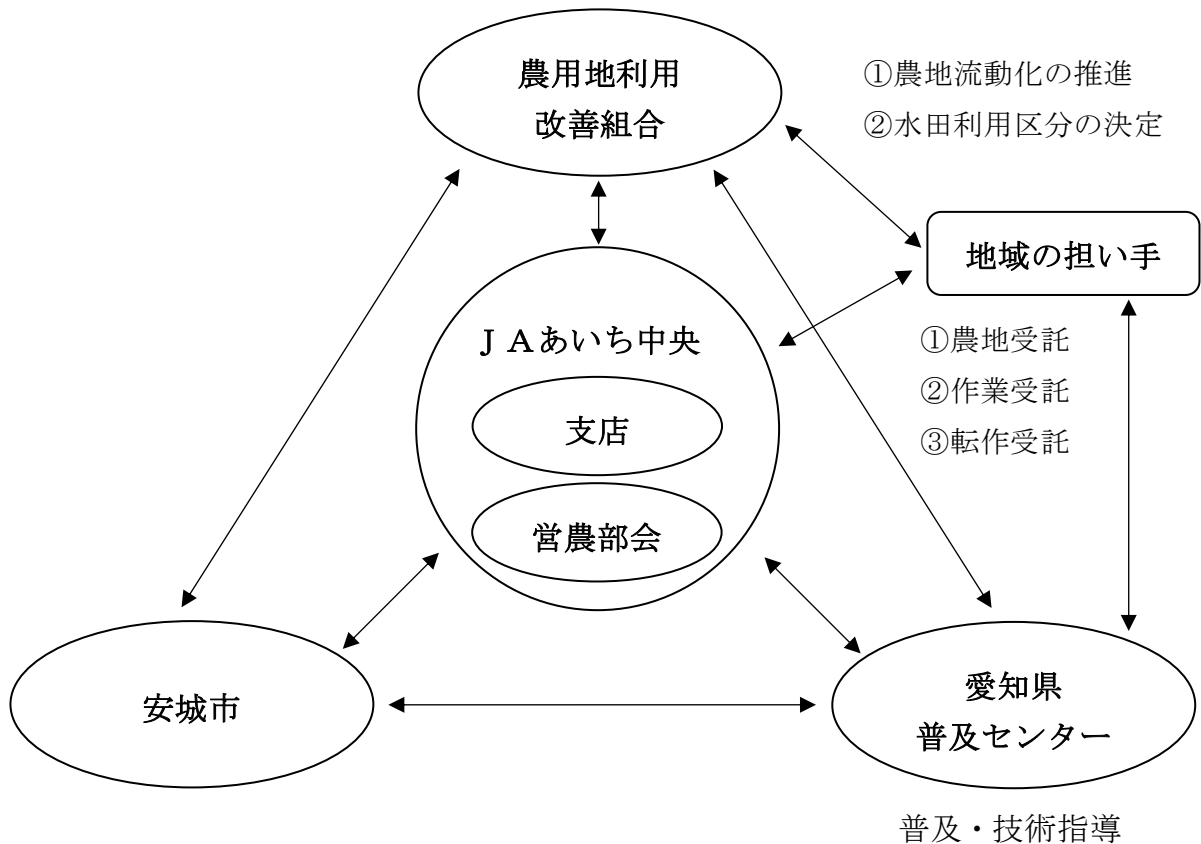 農用地利用
改善組合
①農地流動化の推進
②水田利用区分の決定
地域の担い手
ＪＡあいち中央
①農地受託
②作業受託
③転作受託
支店
営農部会
安城市
愛知県
普及センター
普及・技術指導